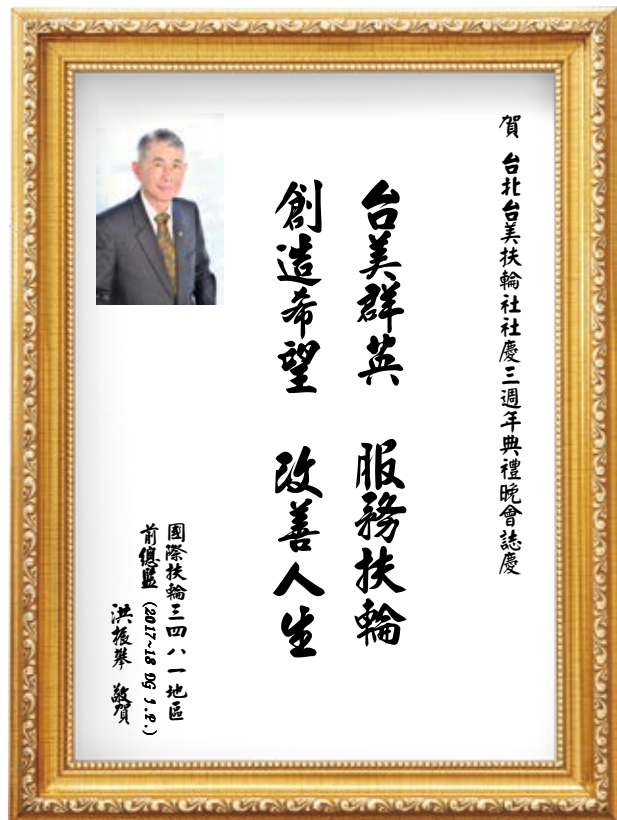 賀 台北台美扶輪社社慶三週年典禮晚會誌慶
台美群英 服務扶輪
創造希望 改善人生
國際扶輪三四八一地區
前總監 (2017~18 DG J.P.)
洪振攀 敬賀